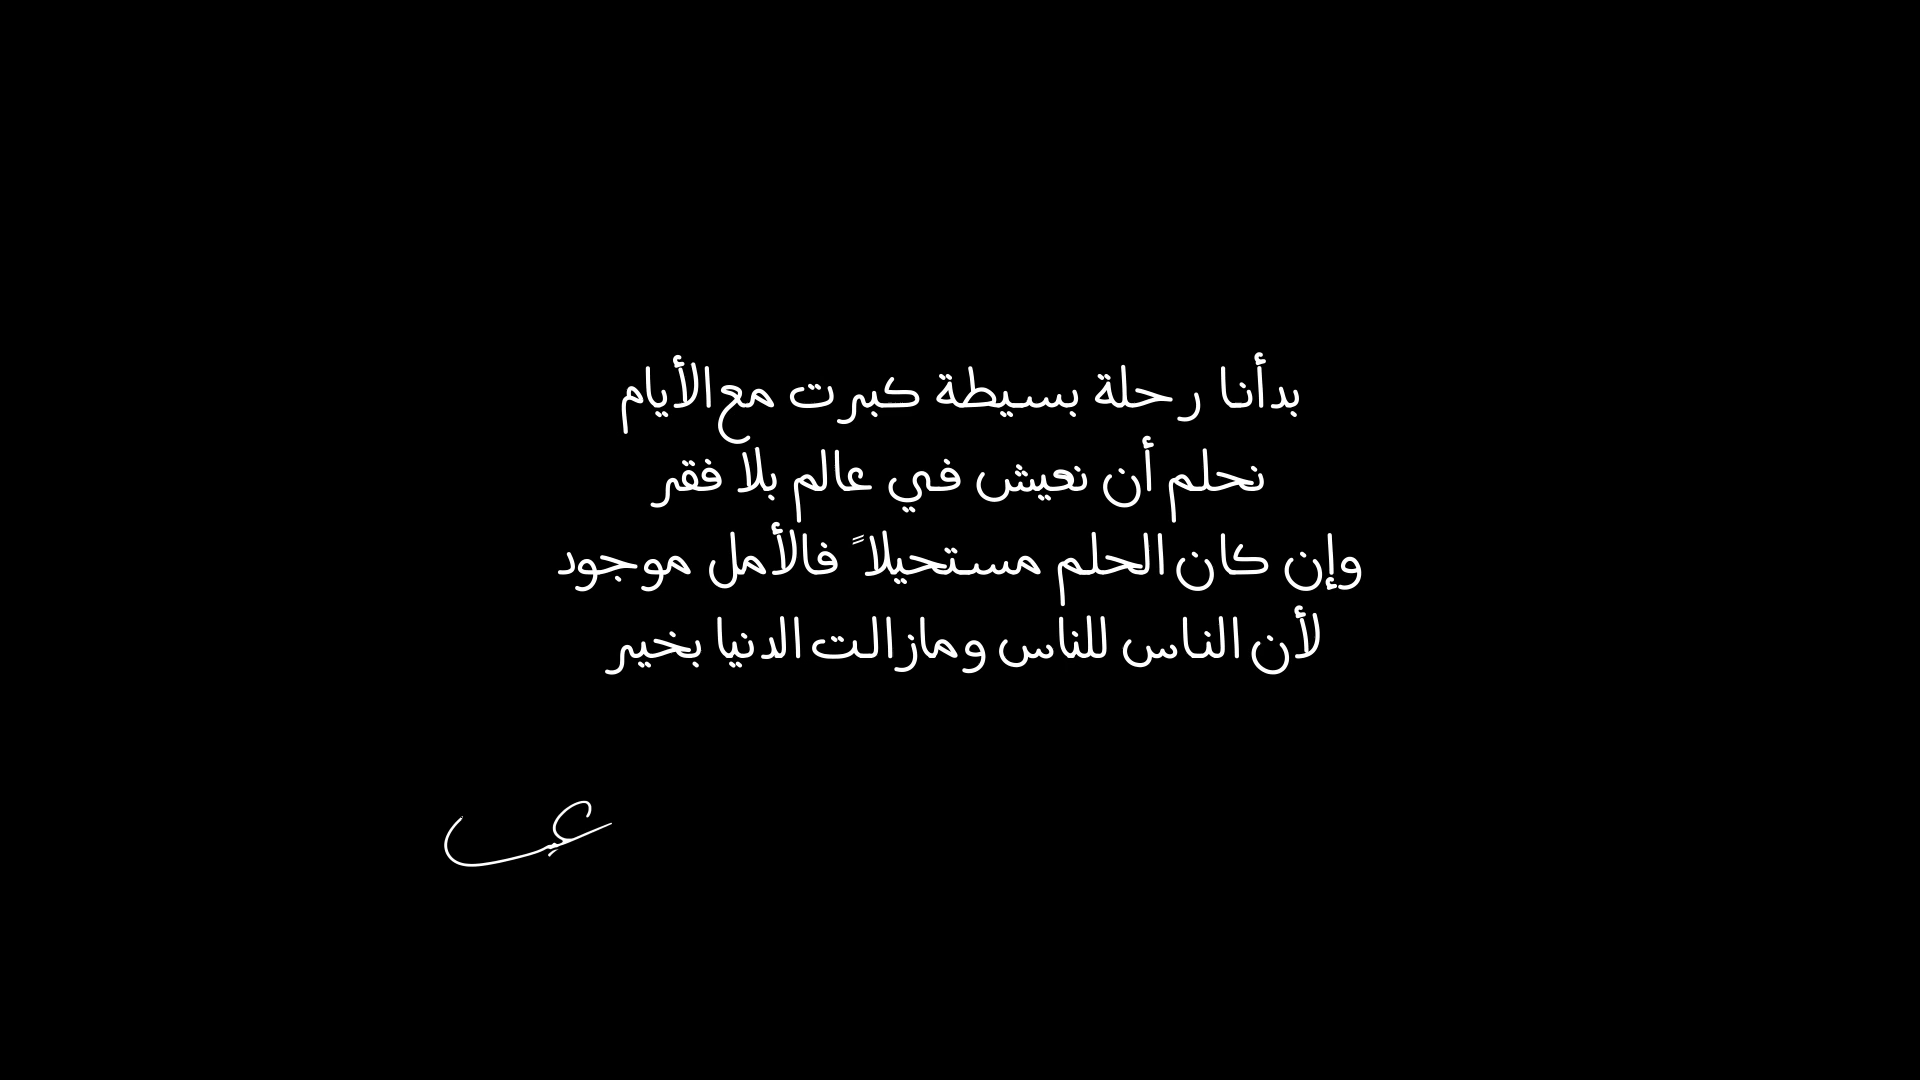 بدأنا رحلة بسيطة كبرت مع الأيام
نحلم أن نعيش في عالم بلا فقر
وإن كان الحلم مستحيلاً فالأمل موجود
لأن الناس للناس ومازالت الدنيا بخير